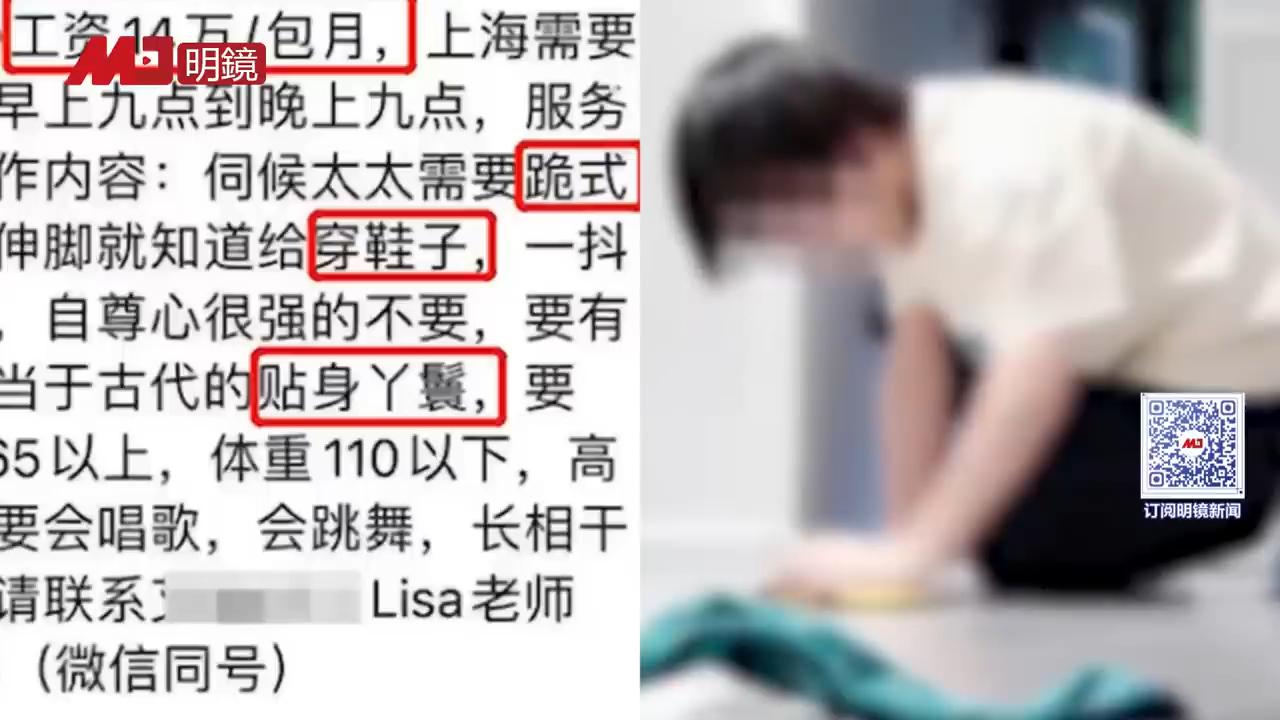 工资14万/包月，上海需要
明鏡
早上九点到晚上九点，服务
作内容：伺候太太需要跪式
伸脚就知道给穿鞋子，一抖
，自尊心很强的不要，要有
当于古代的贴身丫鬟，要
65以上，体重110以下，高
要会唱歌，会跳舞，长相干
请联系 Lisa老师
（微信同号）
订阅明镜新闻